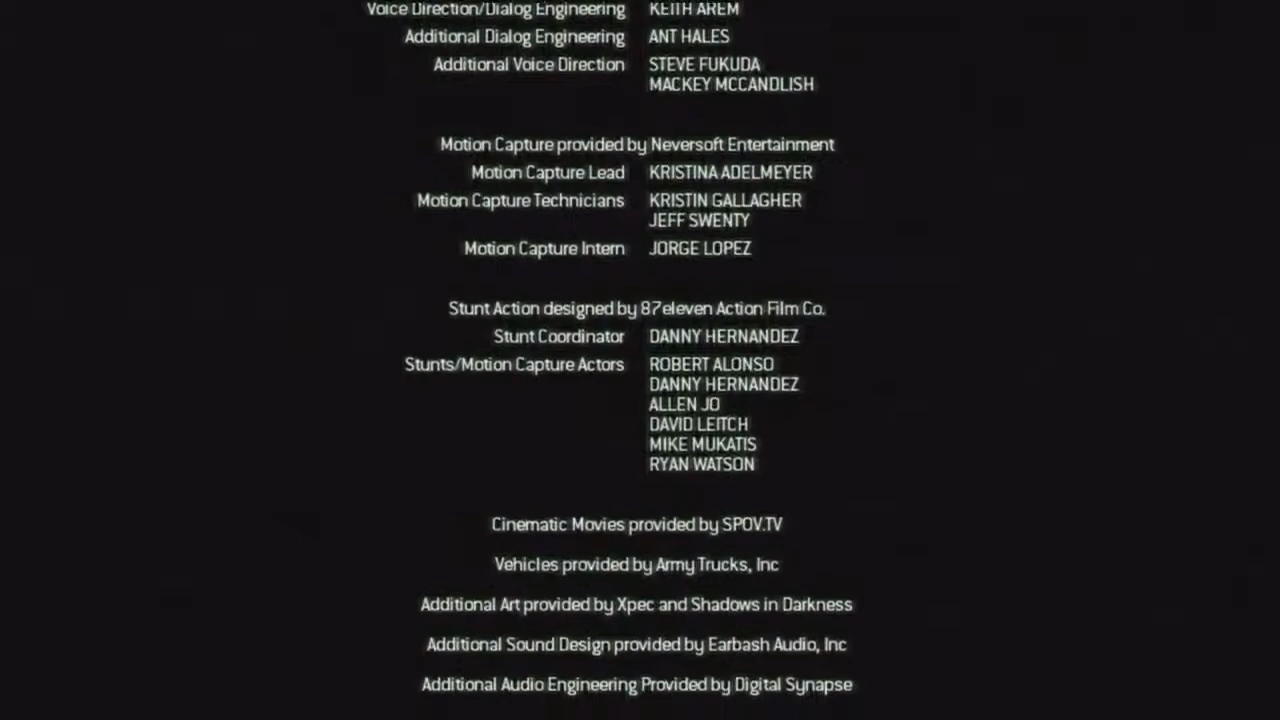 Voice Direction/Dialog Engineering KEITH AREM
Additional Dialog Engineering ANT HALES
Additional Voice Direction STEVE FUKUDA
MACKEY MCCANDLISH
Motion Capture provided by Neversoft Entertainment
Motion Capture Lead KRISTINA ADELMEYER
Motion Capture Technicians KRISTIN GALLAGHER
JEFF SWENTY
Motion Capture Intern JORGE LOPEZ
Stunt Action designed by 87eleven Action Film Co.
Stunt Coordinator DANNY HERNANDEZ
Stunts/Motion Capture Actors ROBERT ALONSO
DANNY HERNANDEZ
ALLEN JO
DAVID LEITCH
MIKE MUKATIS
RYAN WATSON
Cinematic Movies provided by SPOV.TV
Vehicles provided by Army Trucks, Inc
Additional Art provided by Xpec and Shadows in Darkness
Additional Sound Design provided by Earbash Audio, Inc
Additional Audio Engineering Provided by Digital Synapse